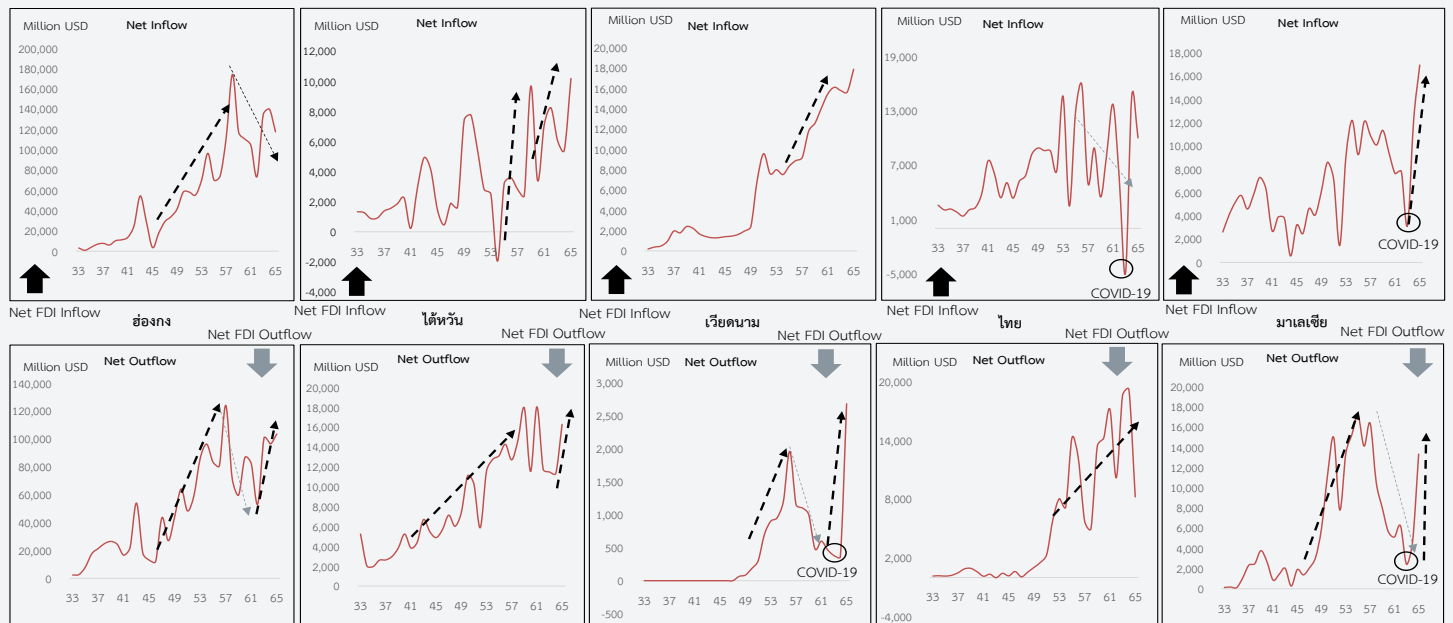 Million USD Net Inflow
200,000
180,000
160,000
140,000
120,000
100,000
80,000
60,000
40,000
20,000
0
33 37 41 45 49 53 57 61 65
Net FDI Inflow
Million USD Net Inflow
12,000
10,000
8,000
6,000
4,000
2,000
0
-2,000
-4,000
33 37 41 45 49 53 57 61 65
Net FDI Inflow
Million USD Net Inflow
20,000
18,000
16,000
14,000
12,000
10,000
8,000
6,000
4,000
2,000
0
33 37 41 45 49 53 57 61 65
Net FDI Inflow
Million USD Net Inflow
19,000
13,000
7,000
1,000
-5,000
33 37 41 45 49 53 57 61 65
COVID-19
Net FDI Inflow
Million USD Net Inflow
18,000
16,000
14,000
12,000
10,000
8,000
6,000
4,000
2,000
0
33 37 41 45 49 53 57 61 65
COVID-19
Net FDI Inflow
ฮ่องกง
ไต้หวัน
เวียดนาม
ไทย
มาเลเซีย
Net FDI Outflow
Million USD Net Outflow
140,000
120,000
100,000
80,000
60,000
40,000
20,000
0
33 37 41 45 49 53 57 61 65
Net FDI Outflow
Million USD Net Outflow
20,000
18,000
16,000
14,000
12,000
10,000
8,000
6,000
4,000
2,000
0
33 37 41 45 49 53 57 61 65
Net FDI Outflow
Million USD Net Outflow
3,000
2,500
2,000
1,500
1,000
500
0
-500
33 37 41 45 49 53 57 61 65
COVID-19
Net FDI Outflow
Million USD Net Outflow
20,000
14,000
8,000
2,000
-4,000
33 37 41 45 49 53 57 61 65
Net FDI Outflow
Million USD Net Outflow
20,000
18,000
16,000
14,000
12,000
10,000
8,000
6,000
4,000
2,000
0
33 37 41 45 49 53 57 61 65
COVID-19